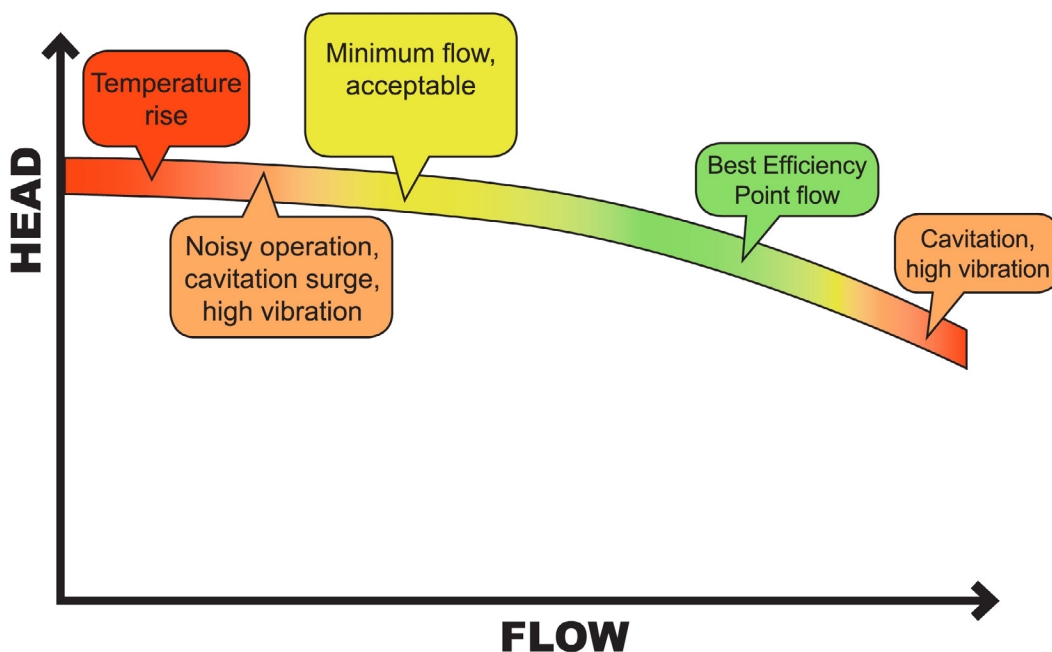 Temperature
rise
Minimum flow,
acceptable
Best Efficiency
Point flow
Noisy operation,
cavitation surge,
high vibration
Cavitation,
high vibration
HEAD
FLOW